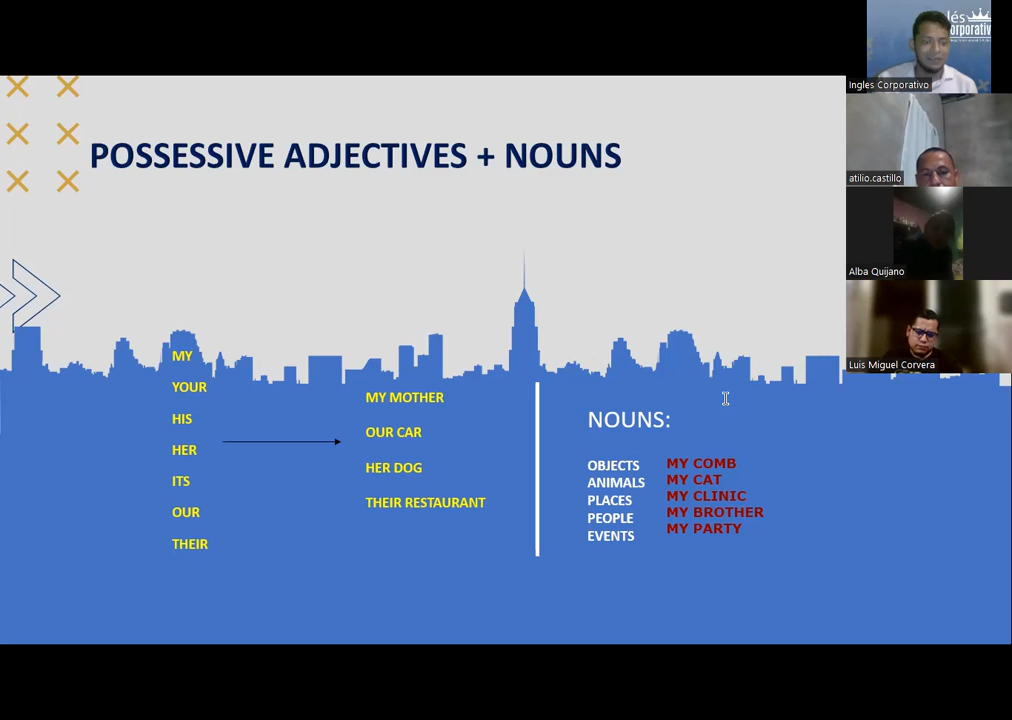 POSSESSIVE ADJECTIVES + NOUNS
MY
YOUR
HIS
HER
ITS
OUR
THEIR
MY MOTHER
OUR CAR
HER DOG
THEIR RESTAURANT
NOUNS:
OBJECTS MY COMB
ANIMALS MY CAT
PLACES MY CLINIC
PEOPLE MY BROTHER
EVENTS MY PARTY
Ingles Corporativo
atilio.castillo
Alba Quijano
Luis Miguel Corvera